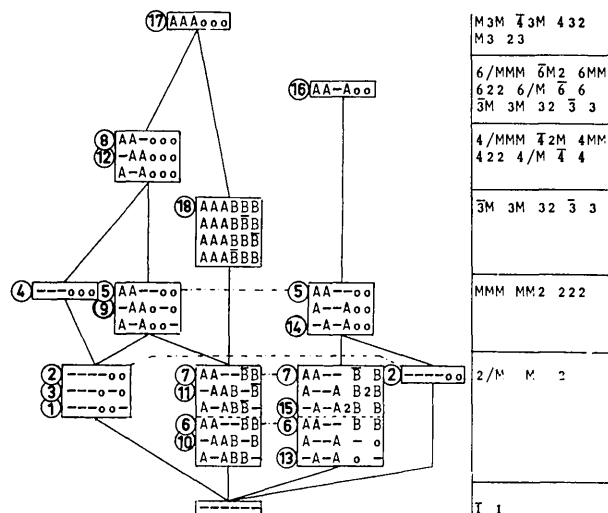 17 AAAooo
M3M 4̅3M 432
M3 23
16 AA-Aoo
6/MMM 6̅M2 6MM
622 6/M 6̅ 6
3̅M 3M 32 3̅ 3
8 AA-ooo
12 -AAooo
A-Aooo
4/MMM 4̅2M 4MM
422 4/M 4̅ 4
18 AAABBB
AAABB̅B
AAABBB̅
AAAB̅BB
3̅M 3M 32 3̅ 3
4 ---ooo
5 AA--oo
9 -AAo-o
A-Aoo-
5 AA--oo
A--Aoo
14 -A-Aoo
MMM MM2 222
2 ----oo
3 ---o-o
1 ---oo-
7 AA--B̅B̅
11 -AAB-B̅
A-ABB̅-
6 AA--BB
10 -AAB-B
A-ABB-
7 AA-- B̅ B
A--A B2B
15 -A-A2B B
6 AA-- B B
A--A - o
13 -A-A o -
2 ----oo
2/M M 2
------
1̅ 1